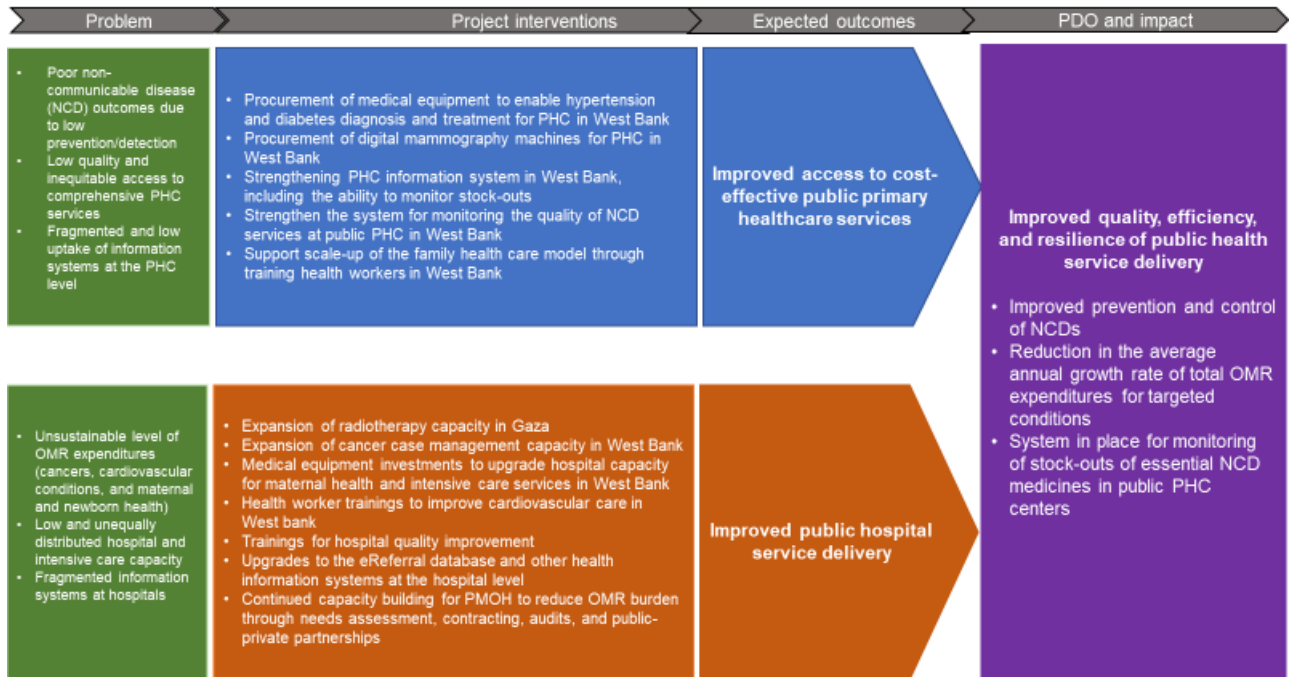 Problem
Project interventions
Expected outcomes
PDO and impact
• Poor non-
communicable disease
(NCD) outcomes due
to low
prevention/detection
• Low quality and
inequitable access to
comprehensive PHC
services
• Fragmented and low
uptake of information
systems at the PHC
level
• Procurement of medical equipment to enable hypertension
and diabetes diagnosis and treatment for PHC in West Bank
• Procurement of digital mammography machines for PHC in
West Bank
• Strengthening PHC information system in West Bank,
including the ability to monitor stock-outs
• Strengthen the system for monitoring the quality of NCD
services at public PHC in West Bank
• Support scale-up of the family health care model through
training health workers in West Bank
Improved access to cost-
effective public primary
healthcare services
• Unsustainable level of
OMR expenditures
(cancers, cardiovascular
conditions, and maternal
and newborn health)
• Low and unequally
distributed hospital and
intensive care capacity
• Fragmented information
systems at hospitals
• Expansion of radiotherapy capacity in Gaza
• Expansion of cancer case management capacity in West Bank
• Medical equipment investments to upgrade hospital capacity
for maternal health and intensive care services in West Bank
• Health worker trainings to improve cardiovascular care in
West bank
• Trainings for hospital quality improvement
• Upgrades to the eReferral database and other health
information systems at the hospital level
• Continued capacity building for PMOH to reduce OMR burden
through needs assessment, contracting, audits, and public-
private partnerships
Improved public hospital
service delivery
Improved quality, efficiency,
and resilience of public health
service delivery
• Improved prevention and control
of NCDs
• Reduction in the average
annual growth rate of total OMR
expenditures for targeted
conditions
• System in place for monitoring
of stock-outs of essential NCD
medicines in public PHC
centers